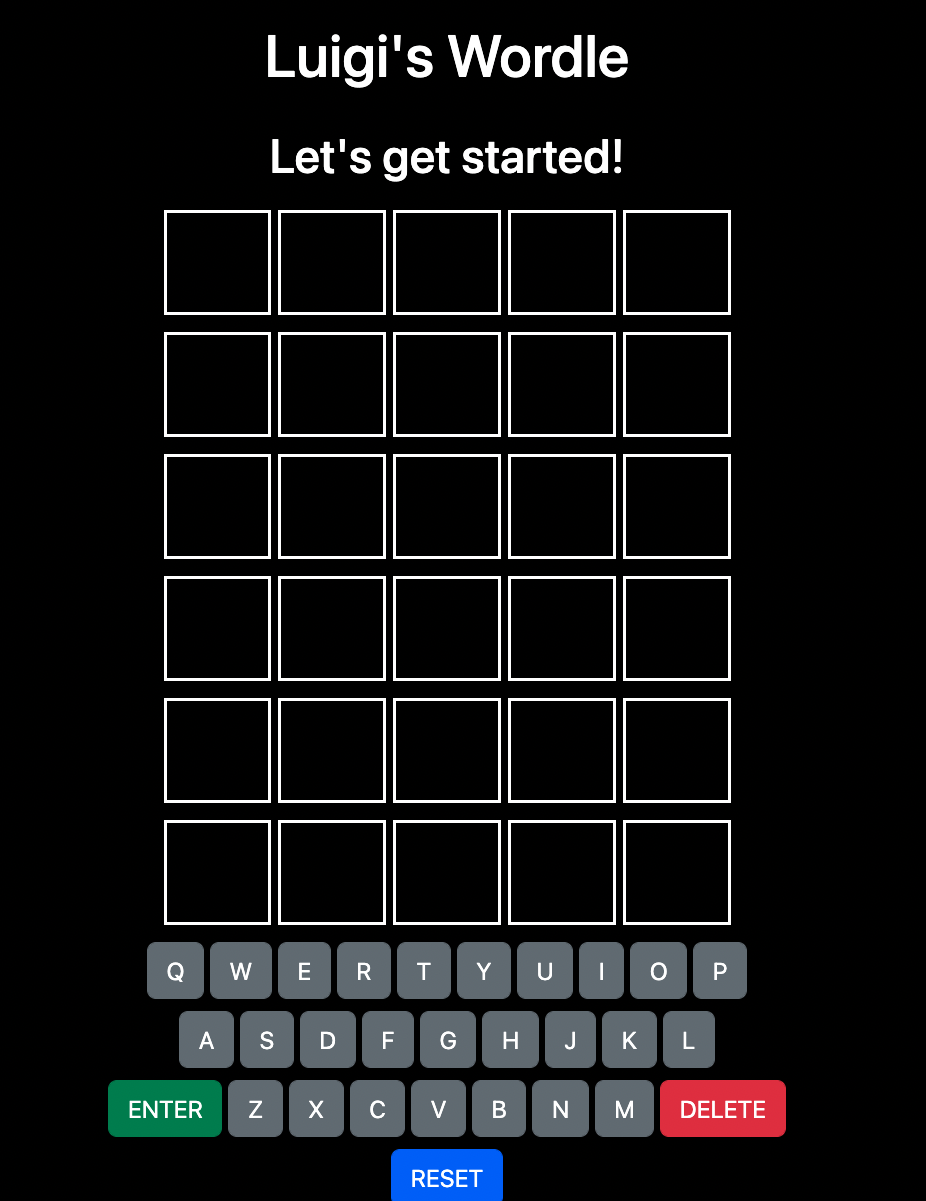 Luigi's Wordle
Let's get started!
Q W E R T Y U I O P
A S D F G H J K L
ENTER Z X C V B N M DELETE
RESET